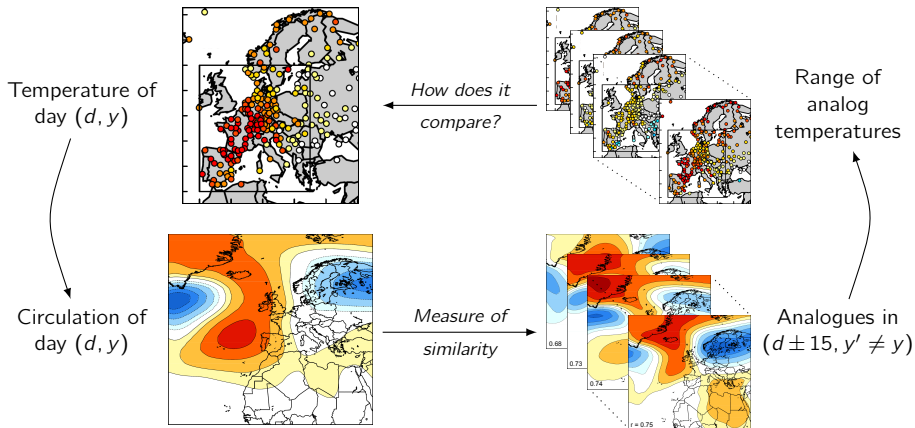 Temperature of
day (d, y)
How does it
compare?
Range of
analog
temperatures
Circulation of
day (d, y)
Measure of
similarity
0.68
0.73
0.74
r = 0.75
Analogues in
(d ± 15, y′ ≠ y)